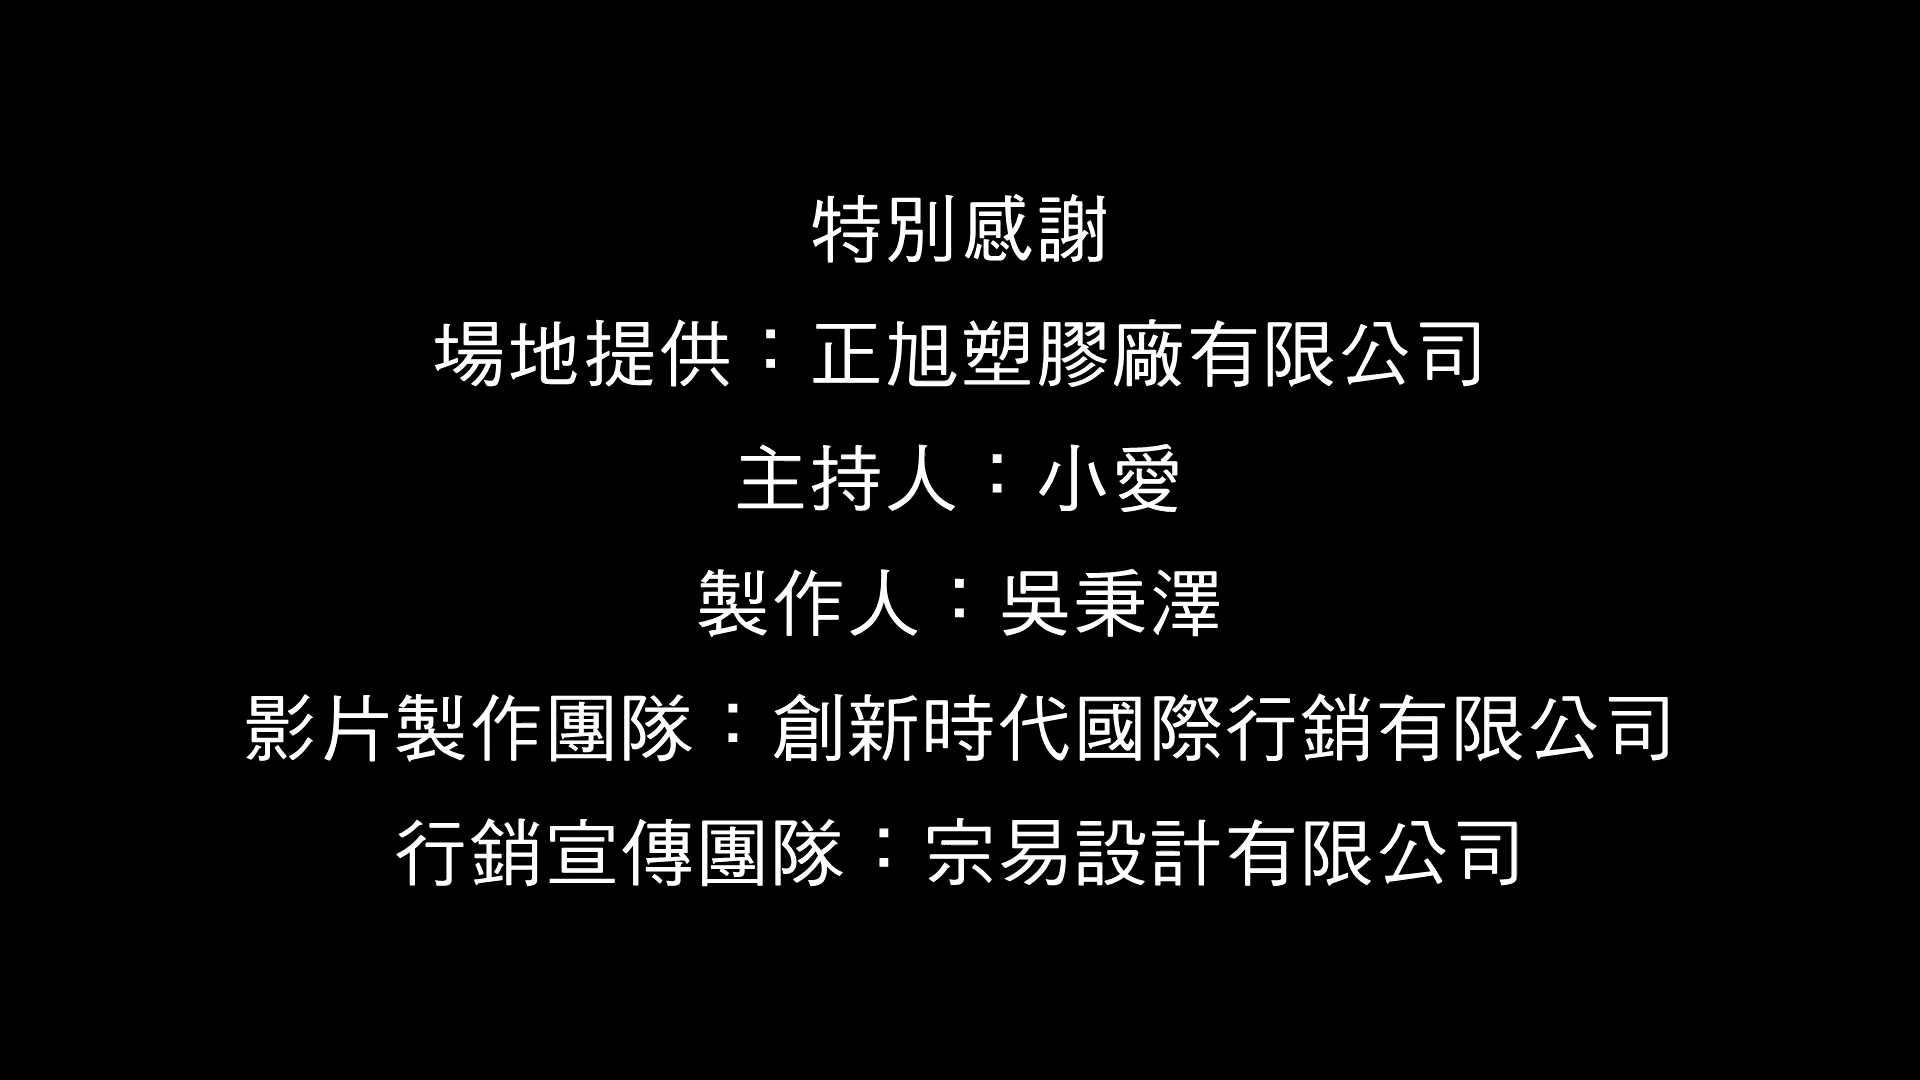 特別感謝
場地提供：正旭塑膠廠有限公司
主持人：小愛
製作人：吳秉澤
影片製作團隊：創新時代國際行銷有限公司
行銷宣傳團隊：宗易設計有限公司